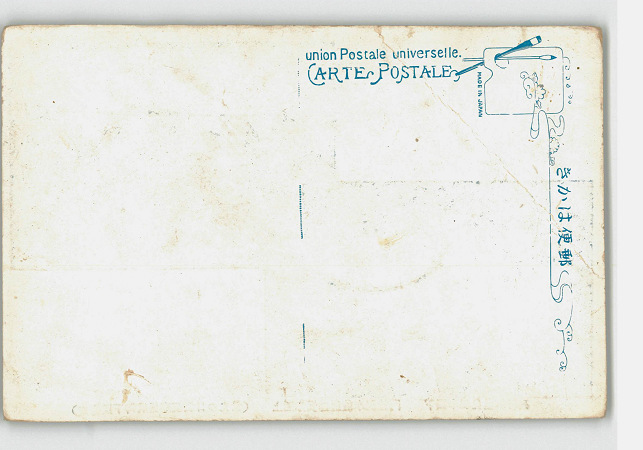 union Postale universelle.
CARTE POSTALE
MADE IN JAPAN
きかは便郵